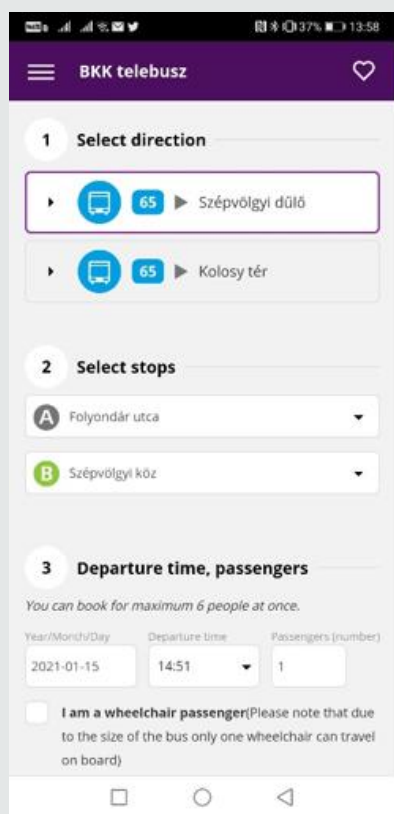 37% 13:58
BKK telebusz
1 Select direction
65 Szépvölgyi dűlő
65 Kolosy tér
2 Select stops
A Folyondár utca
B Szépvölgyi köz
3 Departure time, passengers
You can book for maximum 6 people at once.
Year/Month/Day Departure time Passengers (number)
2021-01-15 14:51 1
I am a wheelchair passenger(Please note that due
to the size of the bus only one wheelchair can travel
on board)